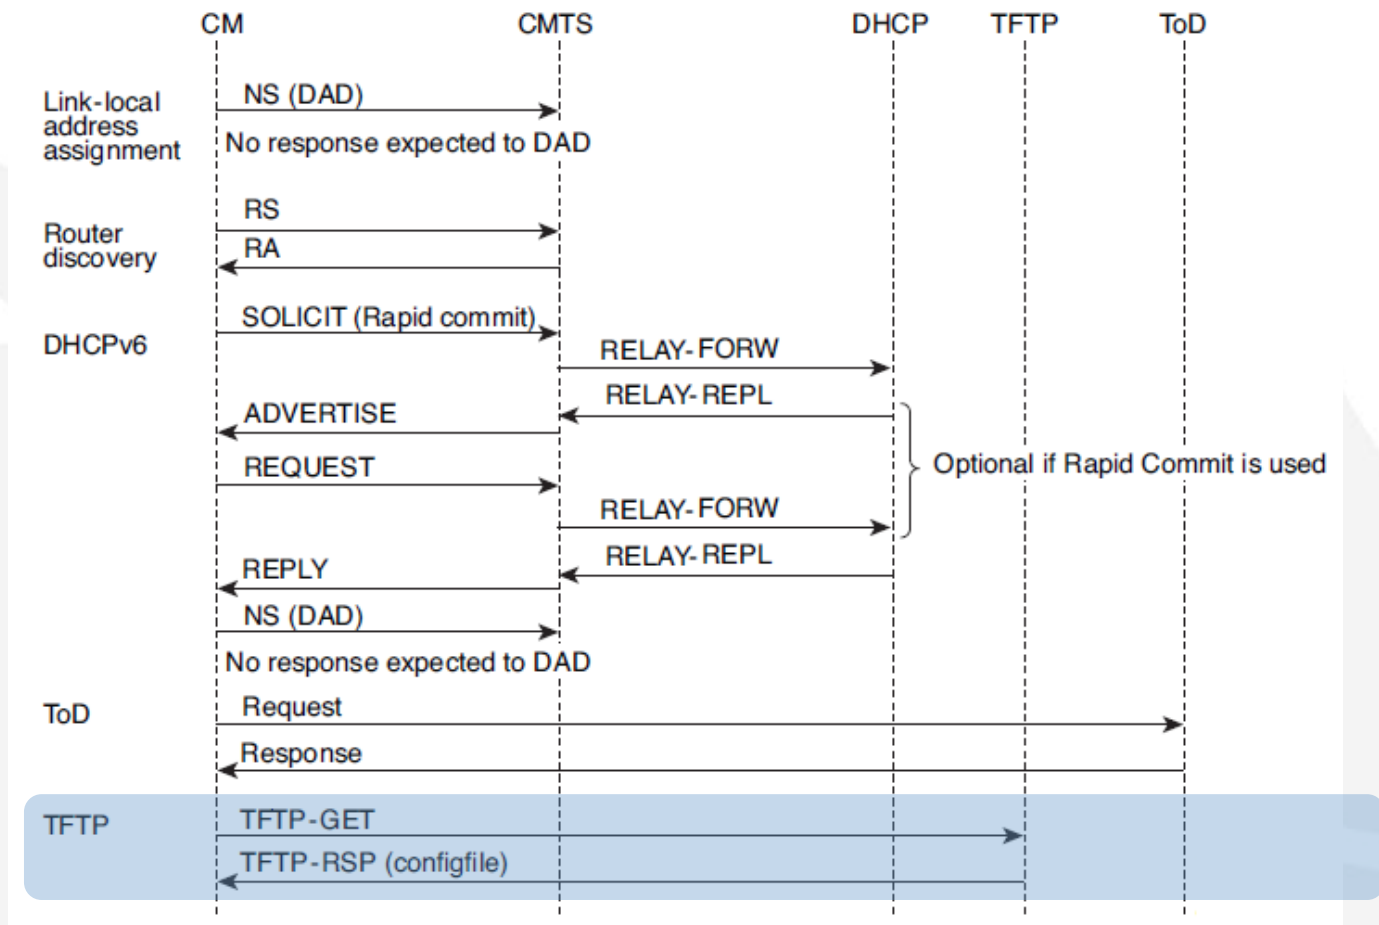 CM CMTS DHCP TFTP ToD
Link-local
address
assignment
NS (DAD)
No response expected to DAD
Router
discovery
RS
RA
DHCPv6
SOLICIT (Rapid commit)
RELAY-FORW
RELAY-REPL
ADVERTISE
REQUEST
Optional if Rapid Commit is used
RELAY-FORW
RELAY-REPL
REPLY
NS (DAD)
No response expected to DAD
ToD
Request
Response
TFTP
TFTP-GET
TFTP-RSP (configfile)